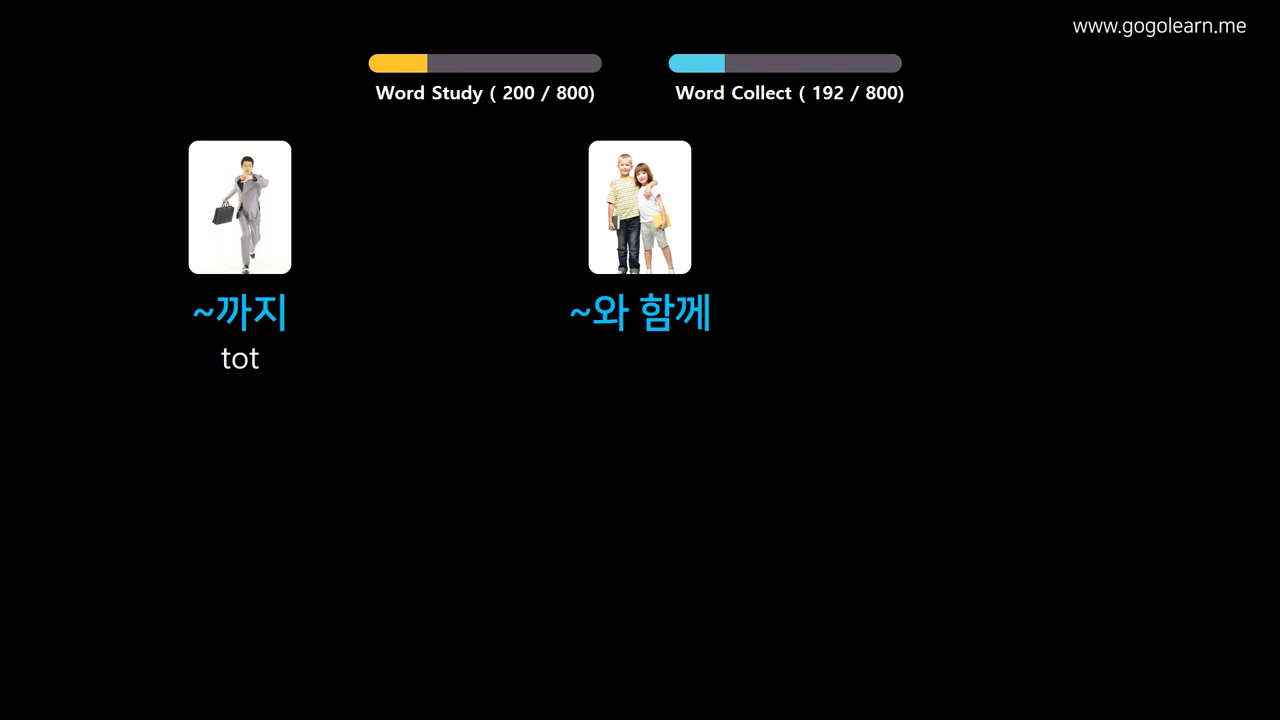 www.gogolearn.me
Word Study ( 200 / 800)
Word Collect ( 192 / 800)
~까지
tot
~와 함께